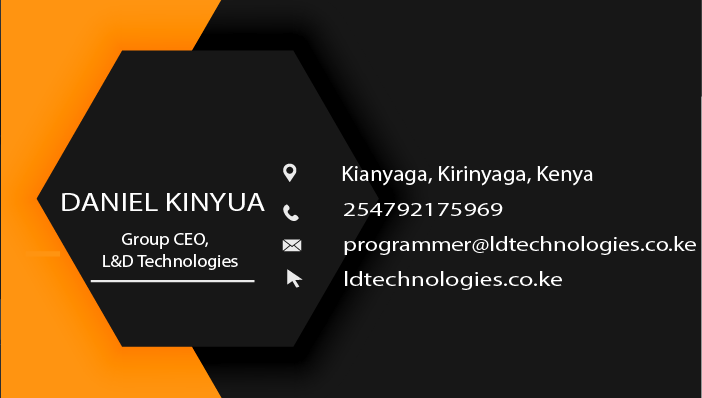 DANIEL KINYUA
Group CEO,
L&D Technologies
Kianyaga, Kirinyaga, Kenya
254792175969
programmer@ldtechnologies.co.ke
ldtechnologies.co.ke